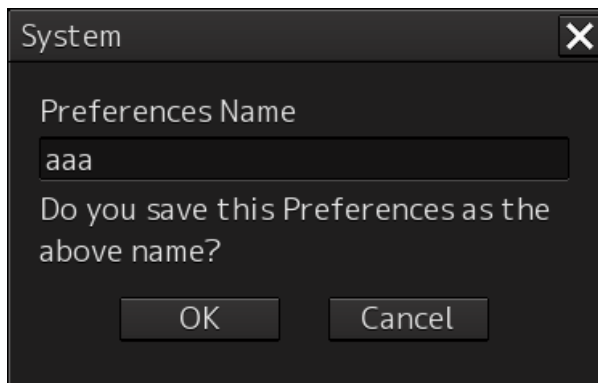 System
Preferences Name
aaa
Do you save this Preferences as the
above name?
OK
Cancel